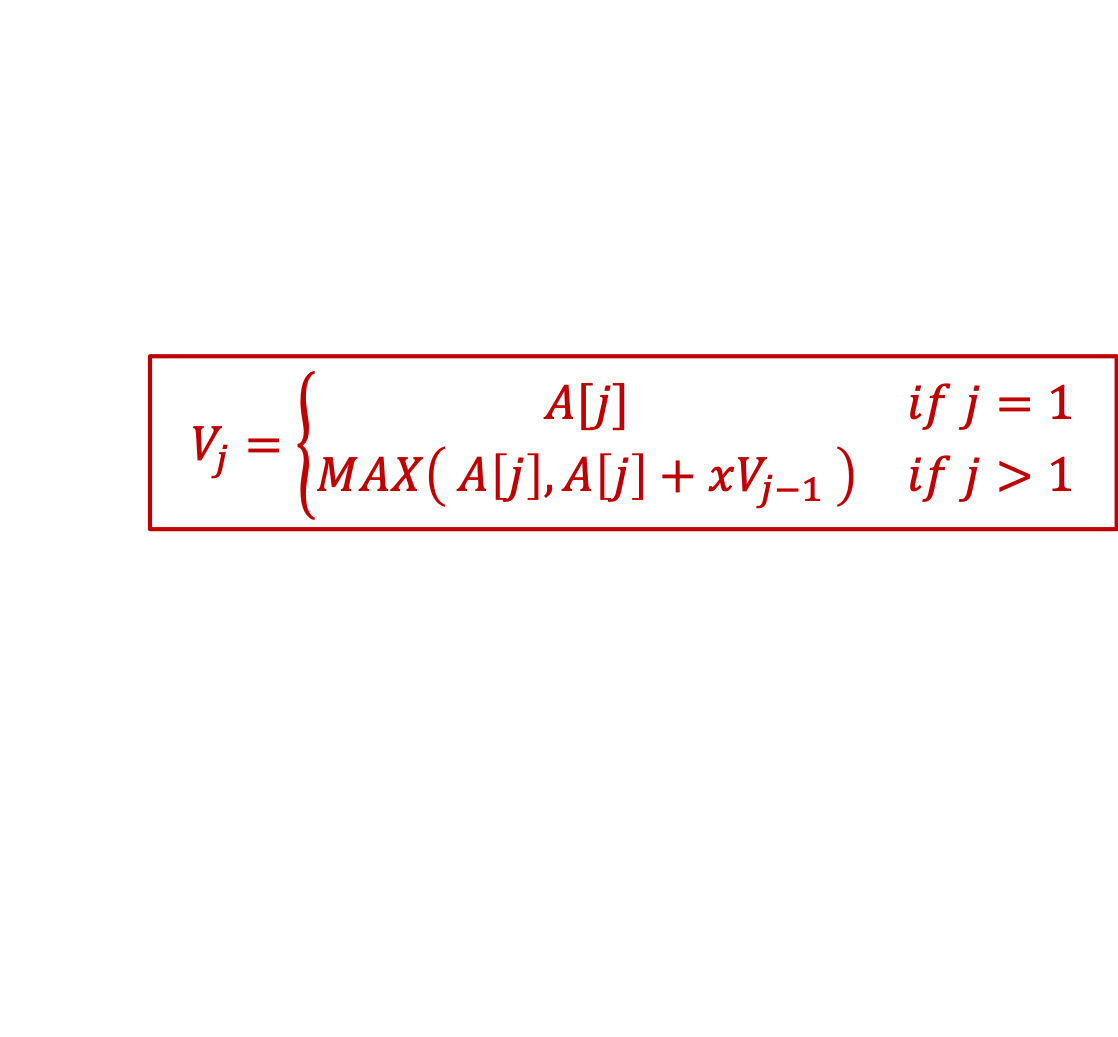 V_j = { A[j] if j = 1
MAX( A[j], A[j] + xV_{j−1} ) if j > 1